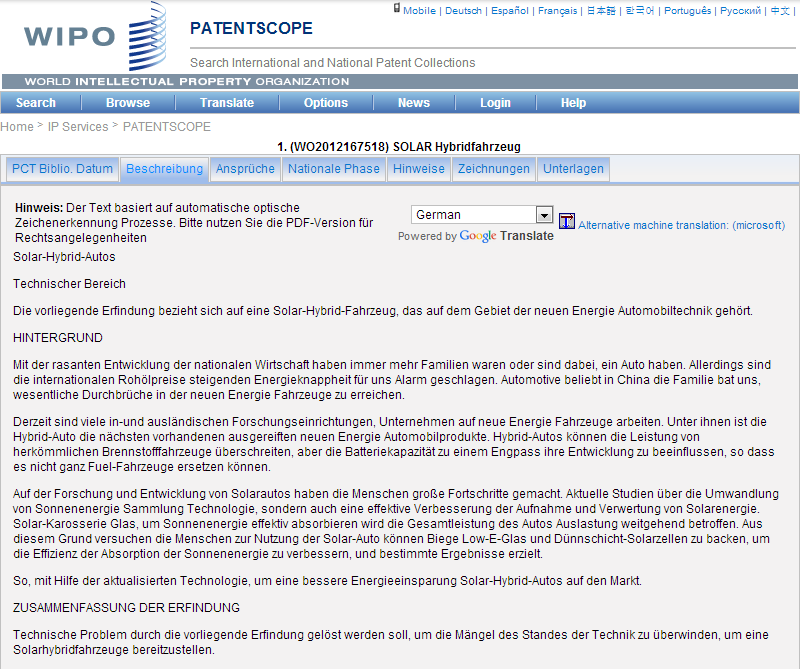 WIPO
PATENTSCOPE
Mobile | Deutsch | Español | Français | 日本語 | 한국어 | Português | Русский | 中文 |
Search International and National Patent Collections
WORLD INTELLECTUAL PROPERTY ORGANIZATION
Search Browse Translate Options News Login Help
Home > IP Services > PATENTSCOPE
1. (WO2012167518) SOLAR Hybridfahrzeug
PCT Biblio. Datum Beschreibung Ansprüche Nationale Phase Hinweise Zeichnungen Unterlagen
Hinweis: Der Text basiert auf automatische optische
Zeichenerkennung Prozesse. Bitte nutzen Sie die PDF-Version für
Rechtsangelegenheiten
German
Powered by Google Translate
Alternative machine translation: (microsoft)
Solar-Hybrid-Autos
Technischer Bereich
Die vorliegende Erfindung bezieht sich auf eine Solar-Hybrid-Fahrzeug, das auf dem Gebiet der neuen Energie Automobiltechnik gehört.
HINTERGRUND
Mit der rasanten Entwicklung der nationalen Wirtschaft haben immer mehr Familien waren oder sind dabei, ein Auto haben. Allerdings sind
die internationalen Rohölpreise steigenden Energieknappheit für uns Alarm geschlagen. Automotive beliebt in China die Familie bat uns,
wesentliche Durchbrüche in der neuen Energie Fahrzeuge zu erreichen.
Derzeit sind viele in-und ausländischen Forschungseinrichtungen, Unternehmen auf neue Energie Fahrzeuge arbeiten. Unter ihnen ist die
Hybrid-Auto die nächsten vorhandenen ausgereiften neuen Energie Automobilprodukte. Hybrid-Autos können die Leistung von
herkömmlichen Brennstofffahrzeuge überschreiten, aber die Batteriekapazität zu einem Engpass ihre Entwicklung zu beeinflussen, so dass
es nicht ganz Fuel-Fahrzeuge ersetzen können.
Auf der Forschung und Entwicklung von Solarautos haben die Menschen große Fortschritte gemacht. Aktuelle Studien über die Umwandlung
von Sonnenenergie Sammlung Technologie, sondern auch eine effektive Verbesserung der Aufnahme und Verwertung von Solarenergie.
Solar-Karosserie Glas, um Sonnenenergie effektiv absorbieren wird die Gesamtleistung des Autos Auslastung weitgehend betroffen. Aus
diesem Grund versuchen die Menschen zur Nutzung der Solar-Auto können Biege Low-E-Glas und Dünnschicht-Solarzellen zu backen, um
die Effizienz der Absorption der Sonnenenergie zu verbessern, und bestimmte Ergebnisse erzielt.
So, mit Hilfe der aktualisierten Technologie, um eine bessere Energieeinsparung Solar-Hybrid-Autos auf den Markt.
ZUSAMMENFASSUNG DER ERFINDUNG
Technische Problem durch die vorliegende Erfindung gelöst werden soll, um die Mängel des Standes der Technik zu überwinden, um eine
Solarhybridfahrzeuge bereitzustellen.